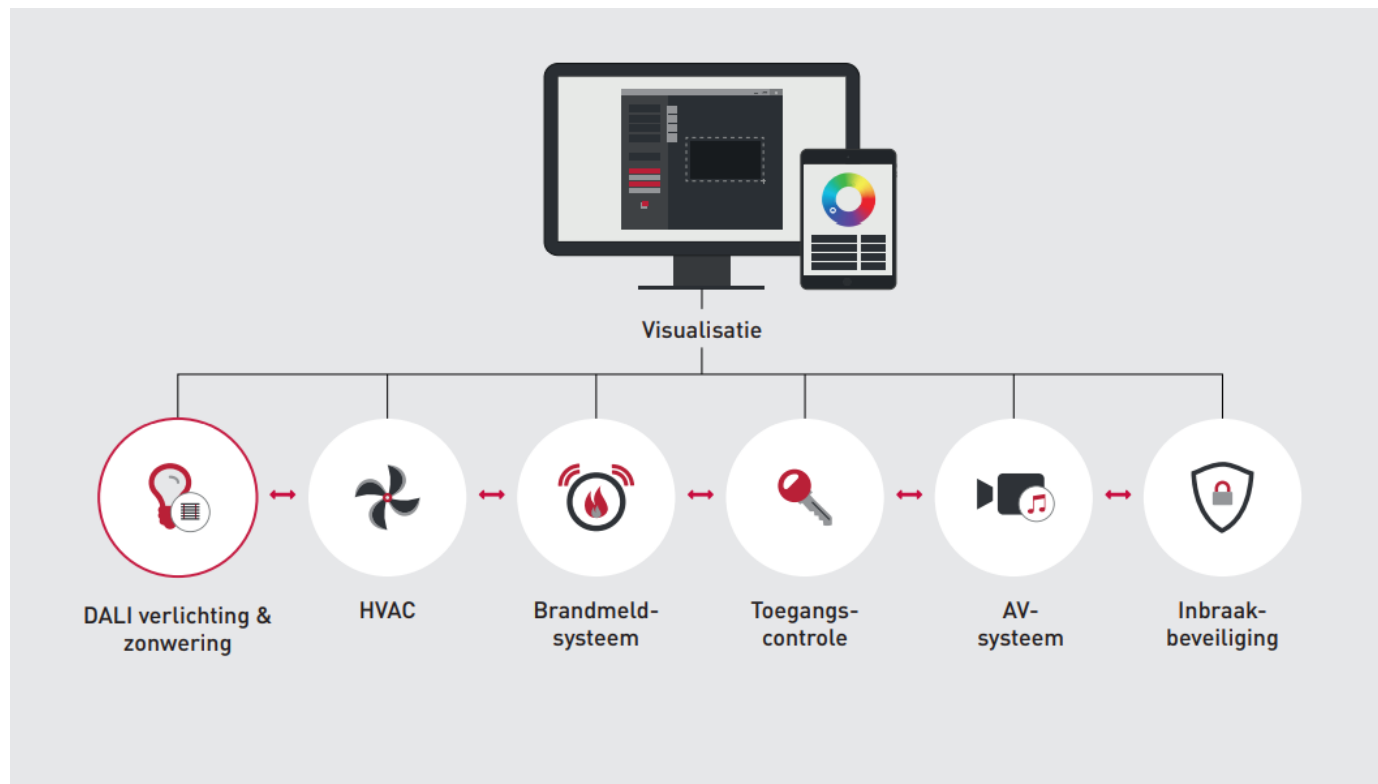 Visualisatie
DALI verlichting &
zonwering
HVAC
Brandmeld-
systeem
Toegangs-
controle
AV-
systeem
Inbraak-
beveiliging